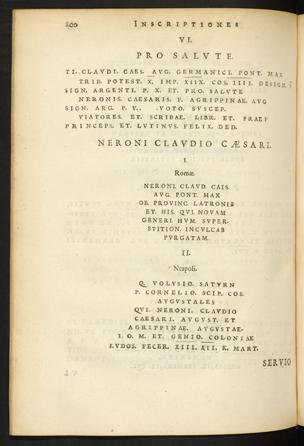 200 INSCRIPTIONES
VI.
PRO SALVTE.
TI. CLAVDI. CAES. AVG. GERMANICI. PONT. MAX
TRIB. POTEST. X. IMP. XIIX. COS. IIII. DESIGN.
SIGN. ARGENTI. P. X. ET. PRO. SALVTE
NERONIS. CAESARIS. F. AGRIPPINAE. AVG
SIGN. ARG. P. V. VOTO. SVSCEP.
VIATORES. ET. SCRIBAE. LIBR. ET. PRAEF
PRINCEPS. ET. LVTINVS. FELIX. DED.
NERONI CLAVDIO CÆSARI.
I.
Romæ.
NERONI. CLAVD. CAIS.
AVG. PONT. MAX
OB. PROVINC. LATRONIB
ET. HIS. QVI. NOVAM
GENERI. HVM. SVPER-
STITION. INCVLCAB
PVRGATAM
II.
Neapoli.
Q. VOLVSIO. SATVRN
P. CORNELIO. SCIP. COS.
AVGVSTALES
QVI. NERONI. CLAVDIO
CAESARI. AVGVST. ET
AGRIPPINAE. AVGVSTAE.
I. O. M. ET. GENIO. COLONIAE
LVDOS. FECER. XIII. XII. K. MART.
SERVIO